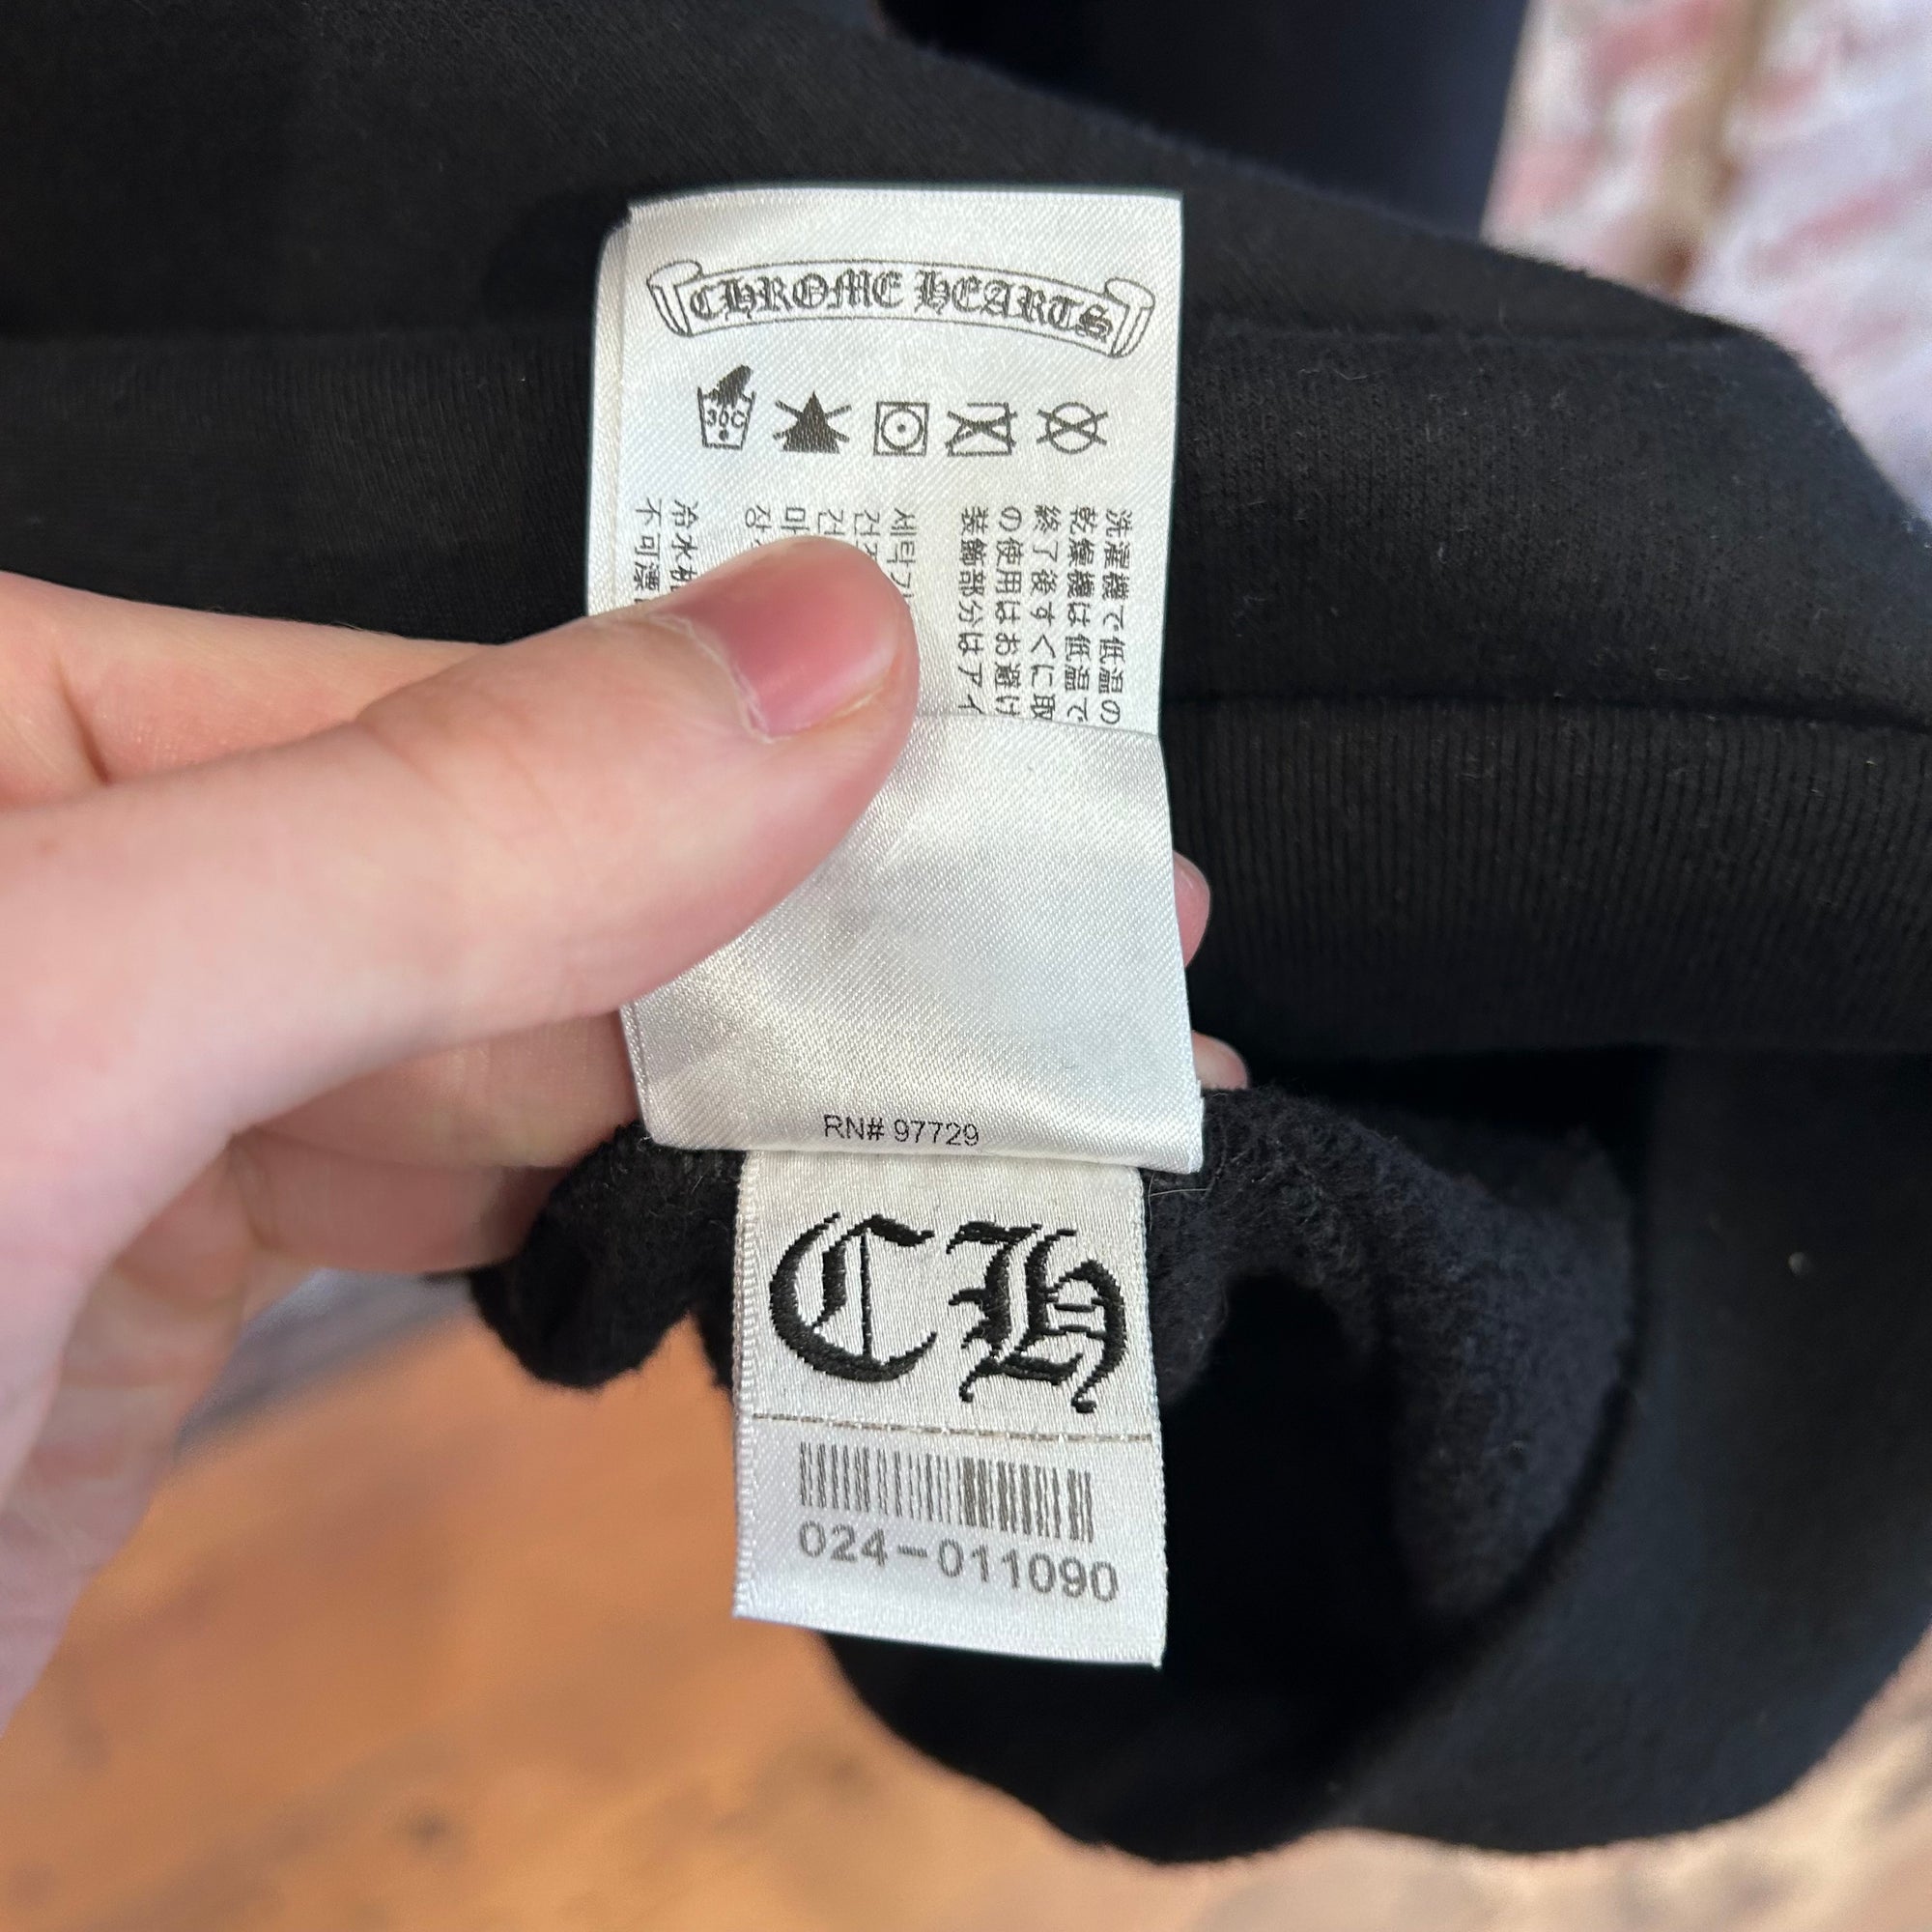 CHROME HEARTS
30C
洗濯機で低温の
乾燥機は低温で
終了後すぐに取
の使用はお避け
装飾部分はアイ
세탁기
건조
건
마
장
冷水机
不可漂
RN# 97729
CH
024-011090